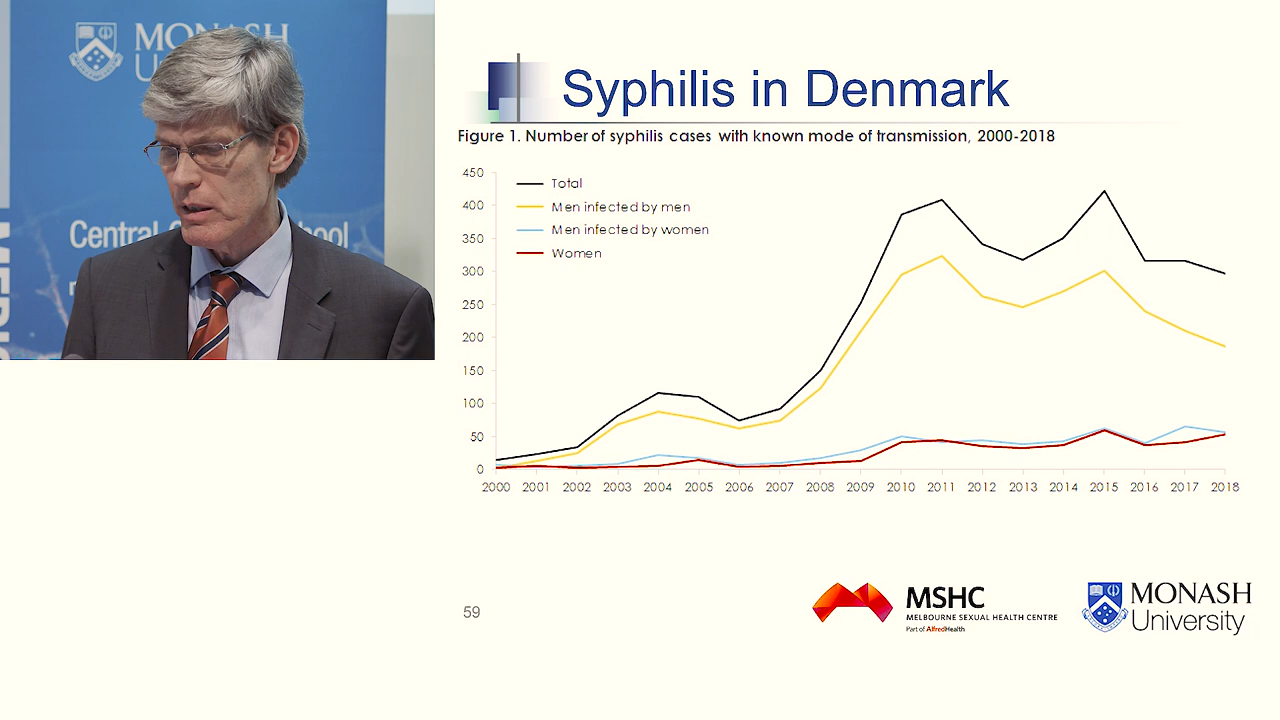 MONASH
U
Central C
ool
Syphilis in Denmark
Figure 1. Number of syphilis cases with known mode of transmission, 2000-2018
450
400
350
300
250
200
150
100
50
0
Total
Men infected by men
Men infected by women
Women
2000 2001 2002 2003 2004 2005 2006 2007 2008 2009 2010 2011 2012 2013 2014 2015 2016 2017 2018
59
MSHC
MELBOURNE SEXUAL HEALTH CENTRE
Part of AlfredHealth
MONASH
University